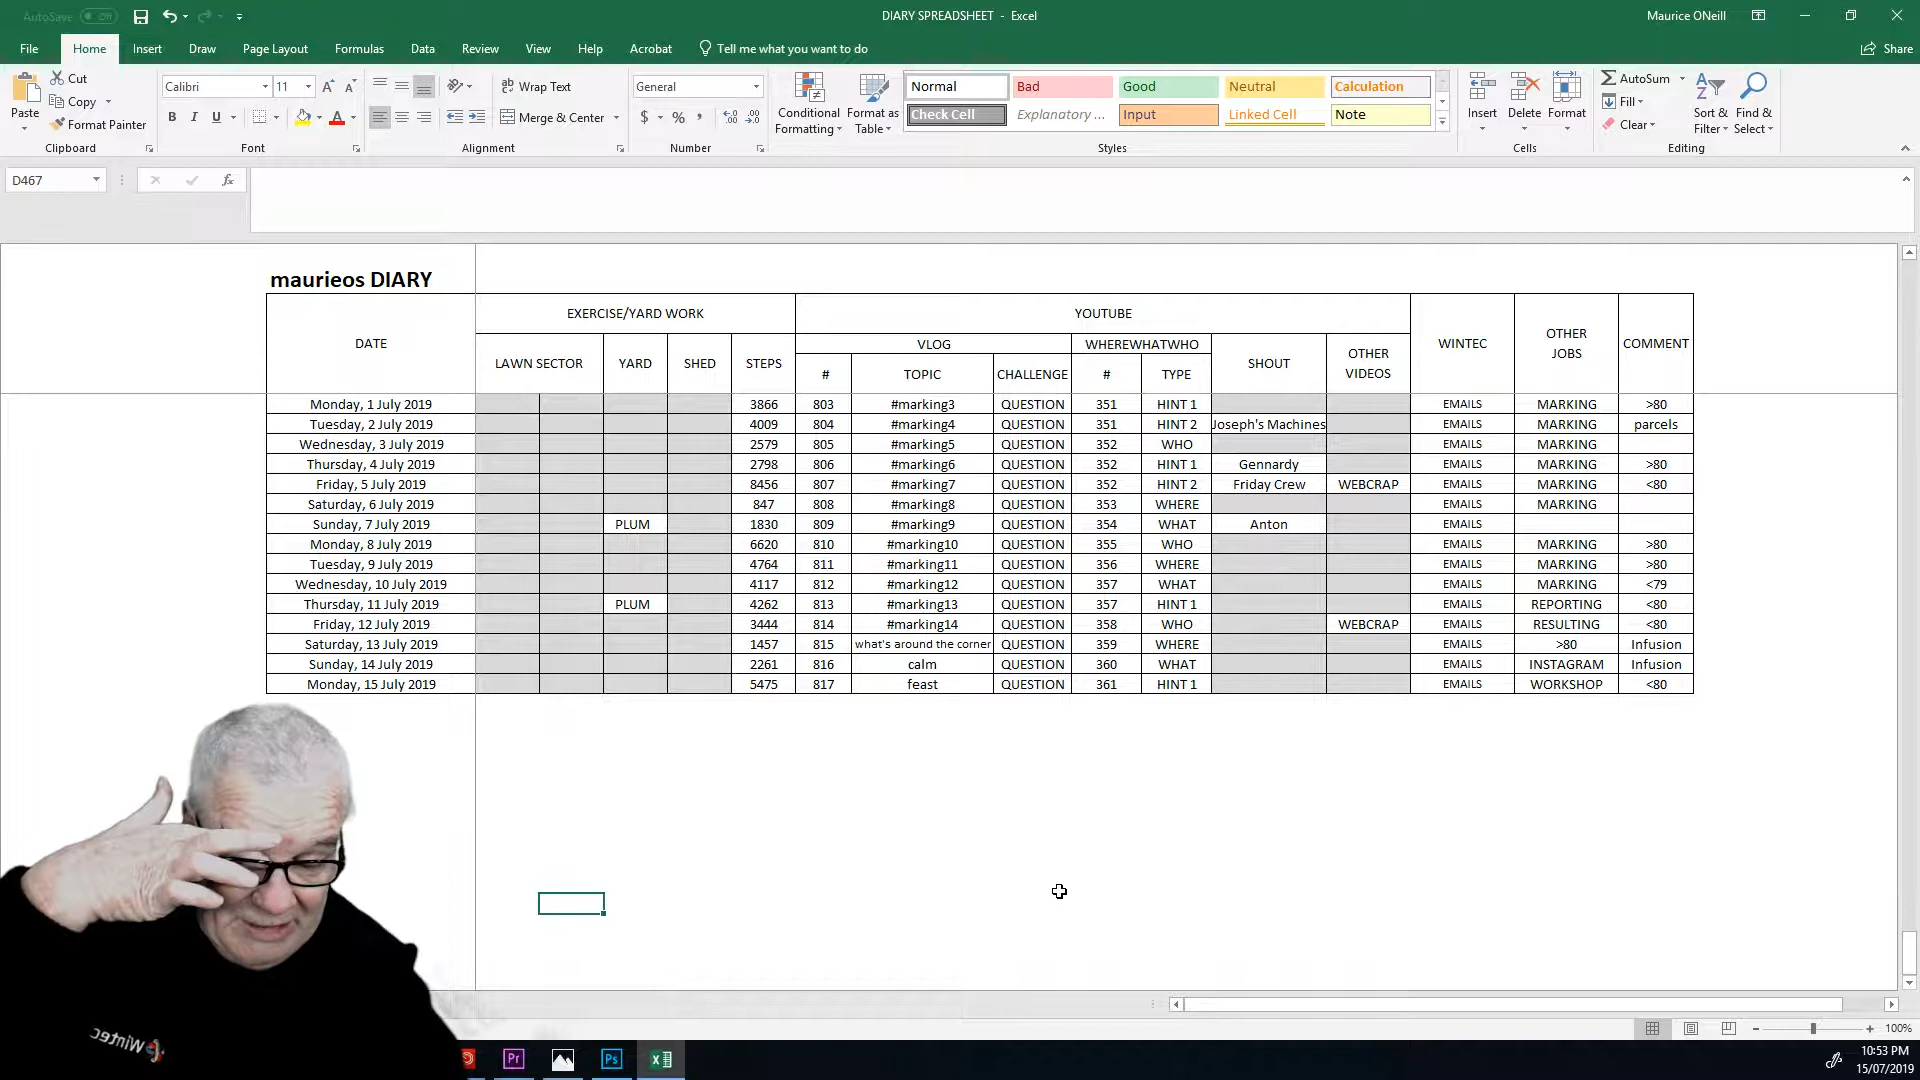 AutoSave Off
DIARY SPREADSHEET - Excel
Maurice ONeill
File Home Insert Draw Page Layout Formulas Data Review View Help Acrobat Tell me what you want to do Share
Paste
Cut
Copy
Format Painter
Clipboard
Calibri 11
B I U
Font
Wrap Text
Merge & Center
Alignment
General
$ %
Number
Conditional Formatting
Format as Table
Normal Bad Good Neutral Calculation
Check Cell Explanatory ... Input Linked Cell Note
Styles
Insert Delete Format
Cells
AutoSum
Fill
Clear
Sort & Filter
Find & Select
Editing
D467
fx
maurieos DIARY
DATE EXERCISE/YARD WORK YOUTUBE WINTEC OTHER JOBS COMMENT
LAWN SECTOR YARD SHED STEPS VLOG WHEREWHATWHO SHOUT OTHER VIDEOS
# TOPIC CHALLENGE # TYPE
Monday, 1 July 2019 3866 803 #marking3 QUESTION 351 HINT 1 EMAILS MARKING >80
Tuesday, 2 July 2019 4009 804 #marking4 QUESTION 351 HINT 2 Joseph's Machines EMAILS MARKING parcels
Wednesday, 3 July 2019 2579 805 #marking5 QUESTION 352 WHO EMAILS MARKING
Thursday, 4 July 2019 2798 806 #marking6 QUESTION 352 HINT 1 Gennardy EMAILS MARKING >80
Friday, 5 July 2019 8456 807 #marking7 QUESTION 352 HINT 2 Friday Crew WEBCRAP EMAILS MARKING <80
Saturday, 6 July 2019 847 808 #marking8 QUESTION 353 WHERE EMAILS MARKING
Sunday, 7 July 2019 PLUM 1830 809 #marking9 QUESTION 354 WHAT Anton EMAILS
Monday, 8 July 2019 6620 810 #marking10 QUESTION 355 WHO EMAILS MARKING >80
Tuesday, 9 July 2019 4764 811 #marking11 QUESTION 356 WHERE EMAILS MARKING >80
Wednesday, 10 July 2019 4117 812 #marking12 QUESTION 357 WHAT EMAILS MARKING <79
Thursday, 11 July 2019 PLUM 4262 813 #marking13 QUESTION 357 HINT 1 EMAILS REPORTING <80
Friday, 12 July 2019 3444 814 #marking14 QUESTION 358 WHO WEBCRAP EMAILS RESULTING <80
Saturday, 13 July 2019 1457 815 what's around the corner QUESTION 359 WHERE EMAILS >80 Infusion
Sunday, 14 July 2019 2261 816 calm QUESTION 360 WHAT EMAILS INSTAGRAM Infusion
Monday, 15 July 2019 5475 817 feast QUESTION 361 HINT 1 EMAILS WORKSHOP <80
Wintec
100%
Pr Ps
10:53 PM
15/07/2019